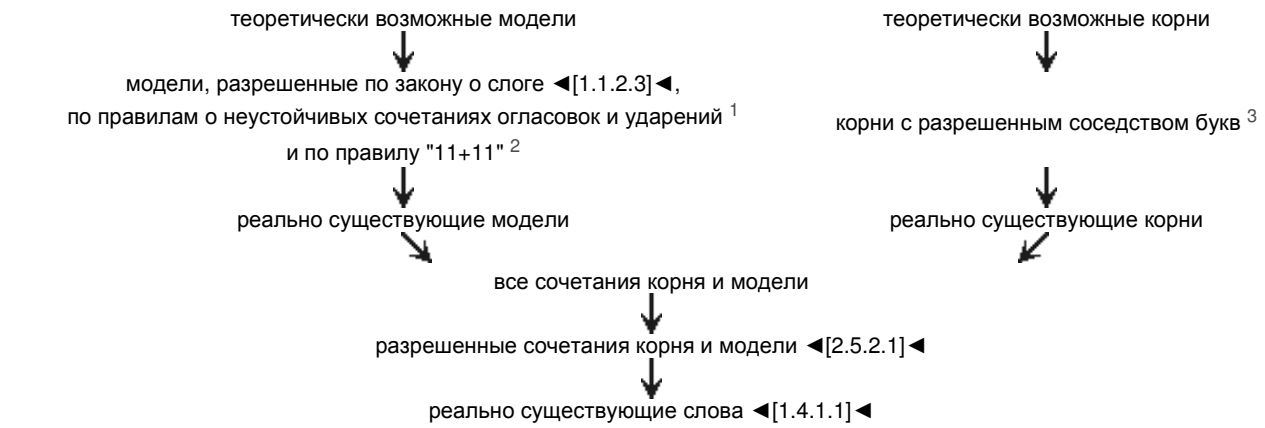 теоретически возможные модели
теоретически возможные корни
модели, разрешенные по закону о слоге ◄[1.1.2.3]◄,
по правилам о неустойчивых сочетаниях огласовок и ударений 1
и по правилу "11+11" 2
корни с разрешенным соседством букв 3
реально существующие модели
реально существующие корни
все сочетания корня и модели
разрешенные сочетания корня и модели ◄[2.5.2.1]◄
реально существующие слова ◄[1.4.1.1]◄